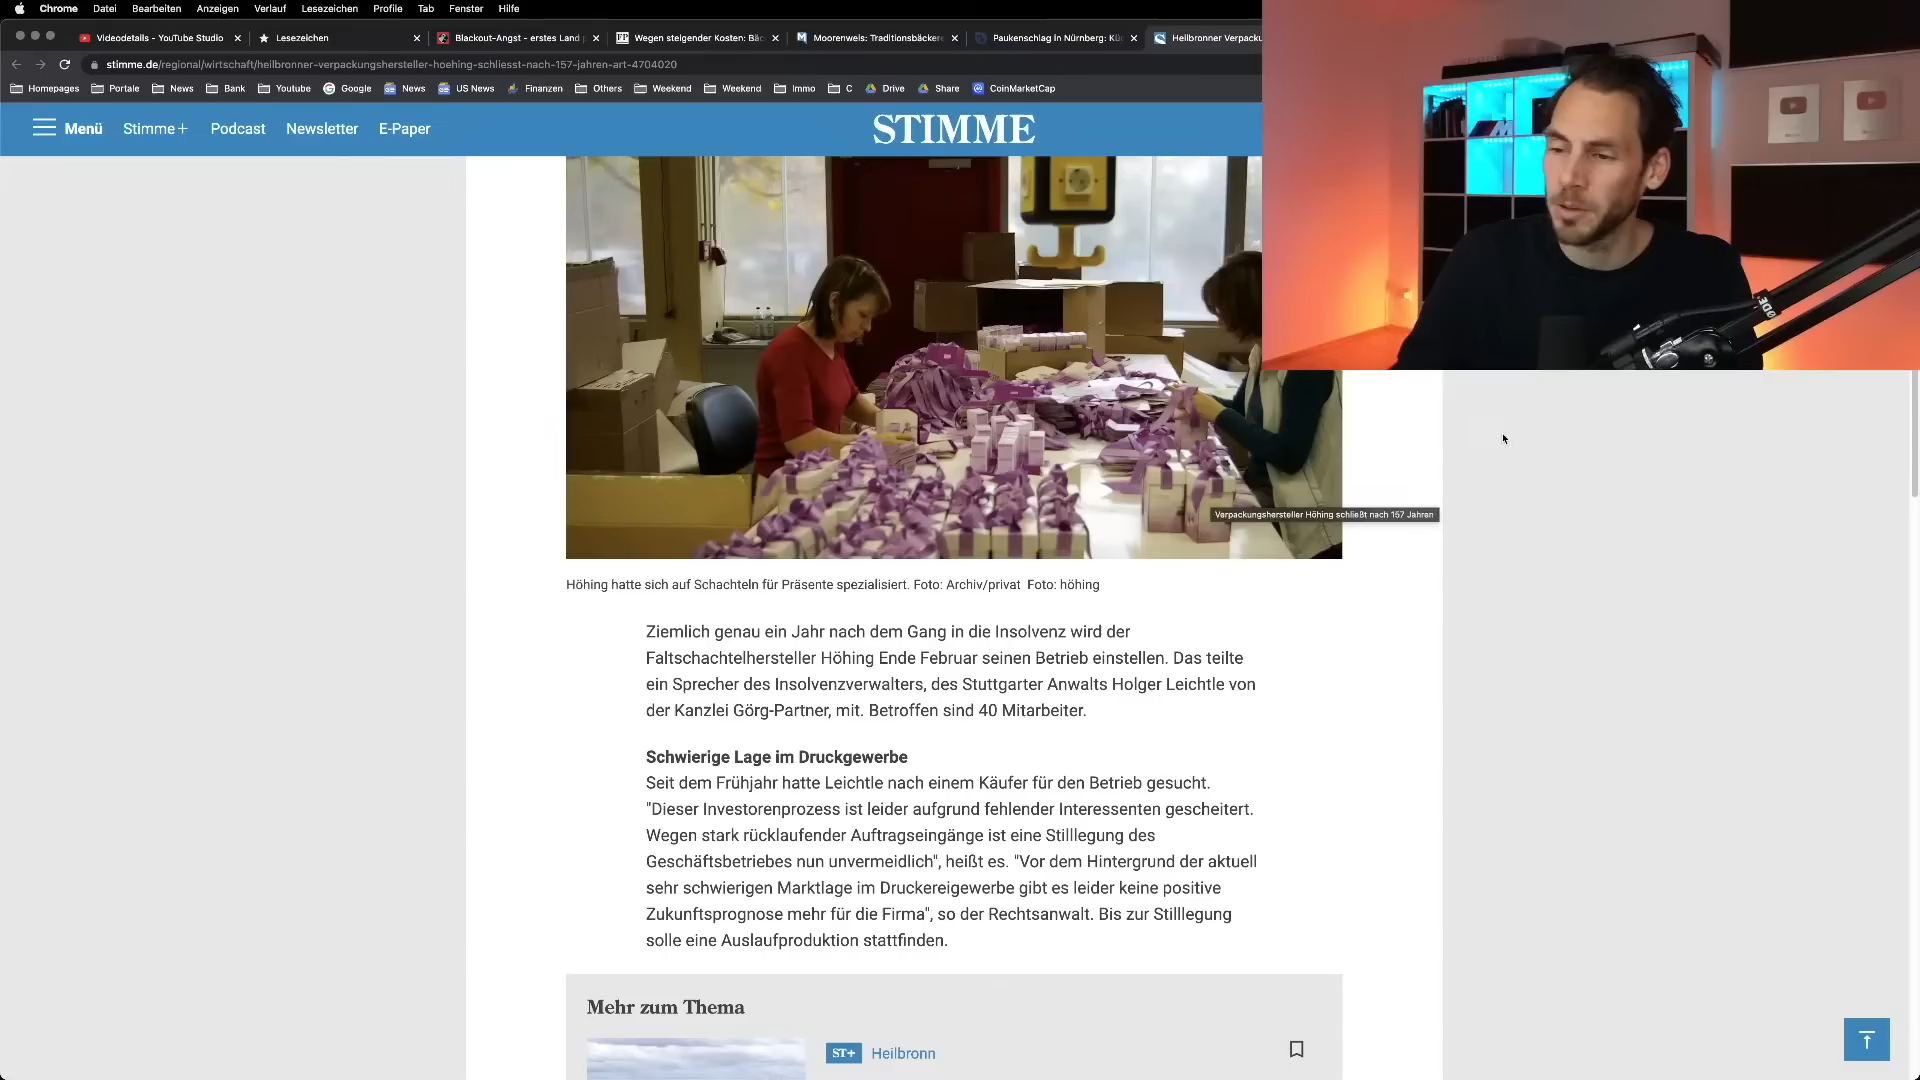 Chrome Datei Bearbeiten Anzeigen Verlauf Lesezeichen Profile Tab Fenster Hilfe
Videodetails - YouTube Studio
Lesezeichen
Blackout-Angst - erstes Land
Wegen steigender Kosten: Bäc
Moorenweis: Traditionsbäckere
Paukenschlag in Nürnberg: Kü
Heilbronner Verpacku
stimme.de/regional/wirtschaft/heilbronner-verpackungshersteller-hoehing-schliesst-nach-157-jahren-art-4704020
Homepages Portale News Bank Youtube Google News US News Finanzen Others Weekend Weekend Immo C Drive Share CoinMarketCap
Menü Stimme+ Podcast Newsletter E-Paper
STIMME
RØDE
Verpackungshersteller Höhing schließt nach 157 Jahren
Höhing hatte sich auf Schachteln für Präsente spezialisiert. Foto: Archiv/privat Foto: höhing
Ziemlich genau ein Jahr nach dem Gang in die Insolvenz wird der
Faltschachtelhersteller Höhing Ende Februar seinen Betrieb einstellen. Das teilte
ein Sprecher des Insolvenzverwalters, des Stuttgarter Anwalts Holger Leichtle von
der Kanzlei Görg-Partner, mit. Betroffen sind 40 Mitarbeiter.
Schwierige Lage im Druckgewerbe
Seit dem Frühjahr hatte Leichtle nach einem Käufer für den Betrieb gesucht.
"Dieser Investorenprozess ist leider aufgrund fehlender Interessenten gescheitert.
Wegen stark rücklaufender Auftragseingänge ist eine Stilllegung des
Geschäftsbetriebes nun unvermeidlich", heißt es. "Vor dem Hintergrund der aktuell
sehr schwierigen Marktlage im Druckereigewerbe gibt es leider keine positive
Zukunftsprognose mehr für die Firma", so der Rechtsanwalt. Bis zur Stilllegung
solle eine Auslaufproduktion stattfinden.
Mehr zum Thema
ST+ Heilbronn